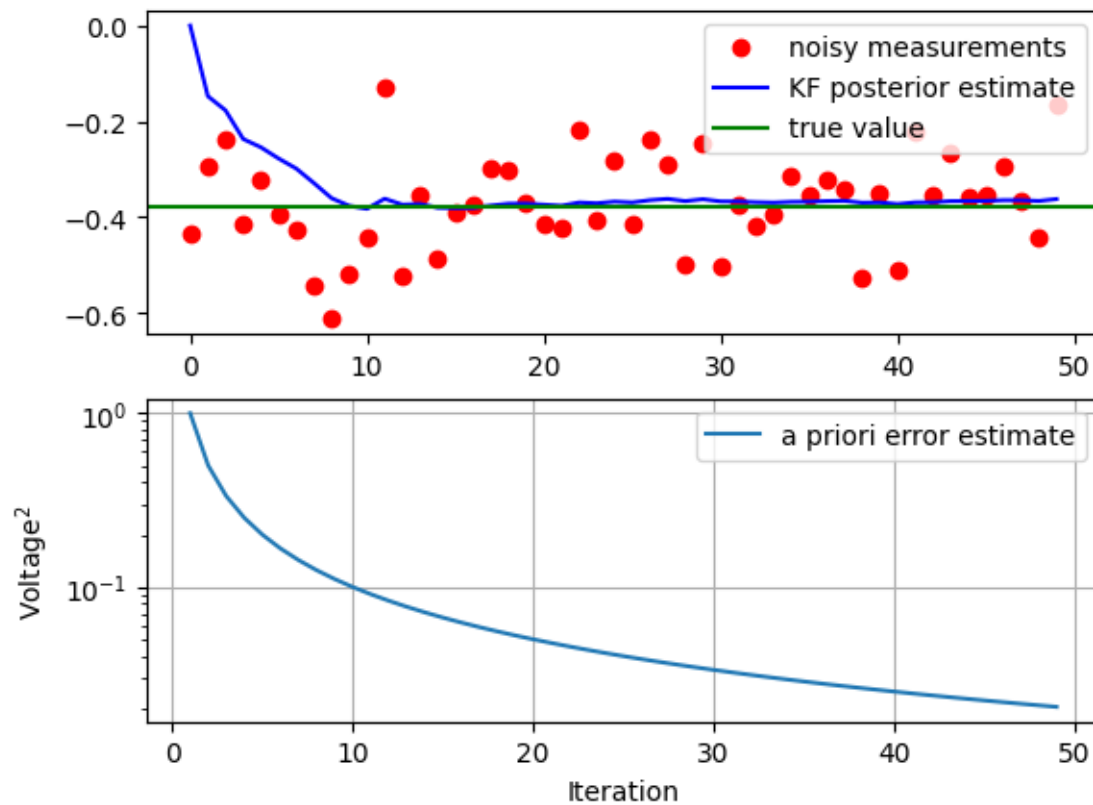 0.0
−0.2
−0.4
−0.6
noisy measurements
KF posterior estimate
true value
0 10 20 30 40 50
10⁰
10⁻¹
Voltage²
a priori error estimate
0 10 20 30 40 50
Iteration